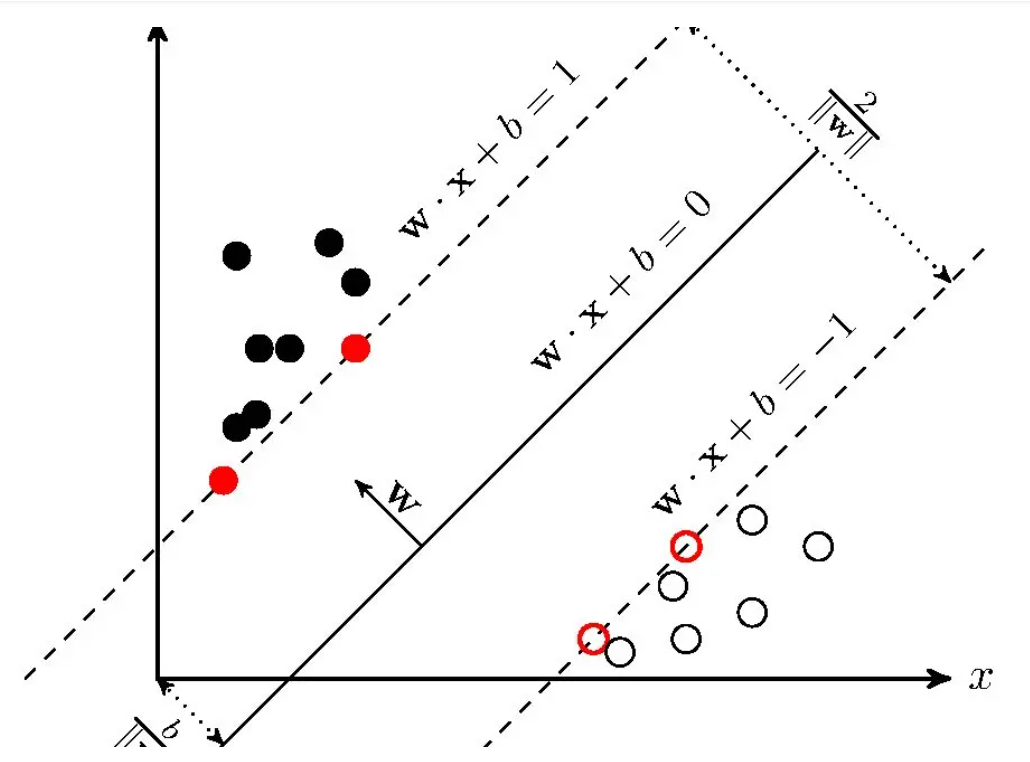 w · x + b = 1
2
‖w‖
w · x + b = 0
w · x + b = −1
w
x
b